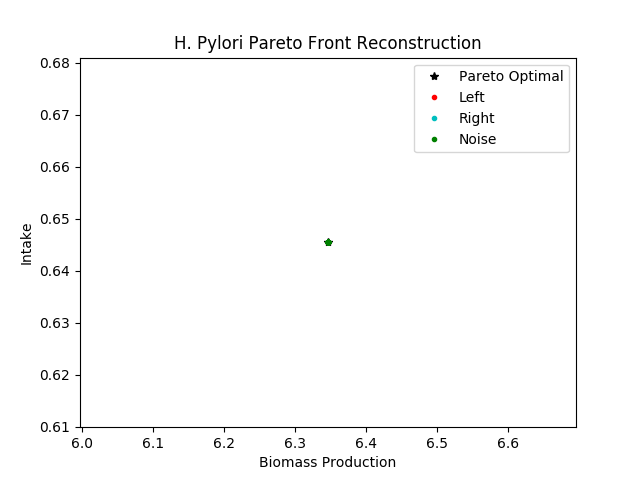 H. Pylori Pareto Front Reconstruction
0.68
0.67
0.66
0.65
0.64
0.63
0.62
0.61
Intake
Pareto Optimal
Left
Right
Noise
6.0 6.1 6.2 6.3 6.4 6.5 6.6
Biomass Production